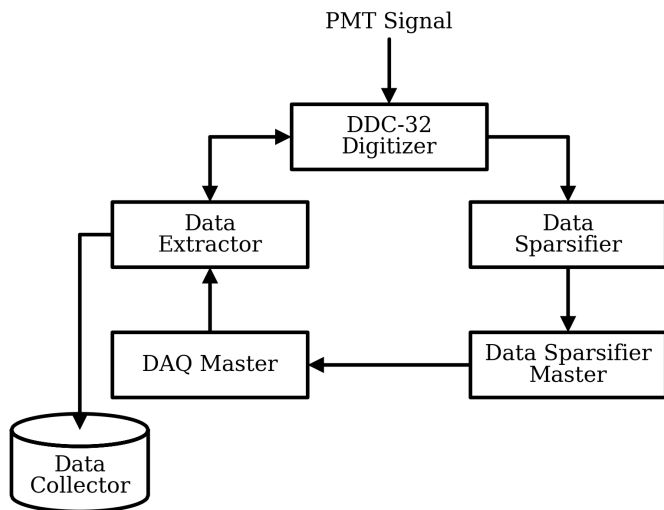 PMT Signal
DDC-32
Digitizer
Data
Extractor
Data
Sparsifier
DAQ Master
Data Sparsifier
Master
Data
Collector